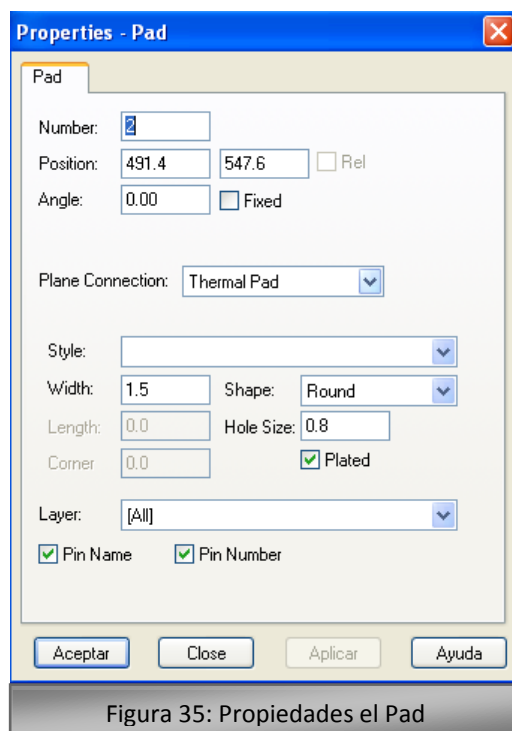 Properties - Pad
Pad
Number: 2
Position: 491.4 547.6 Rel
Angle: 0.00 Fixed
Plane Connection: Thermal Pad
Style:
Width: 1.5 Shape: Round
Length: 0.0 Hole Size: 0.8
Corner 0.0 Plated
Layer: [All]
Pin Name Pin Number
Aceptar Close Aplicar Ayuda
Figura 35: Propiedades el Pad